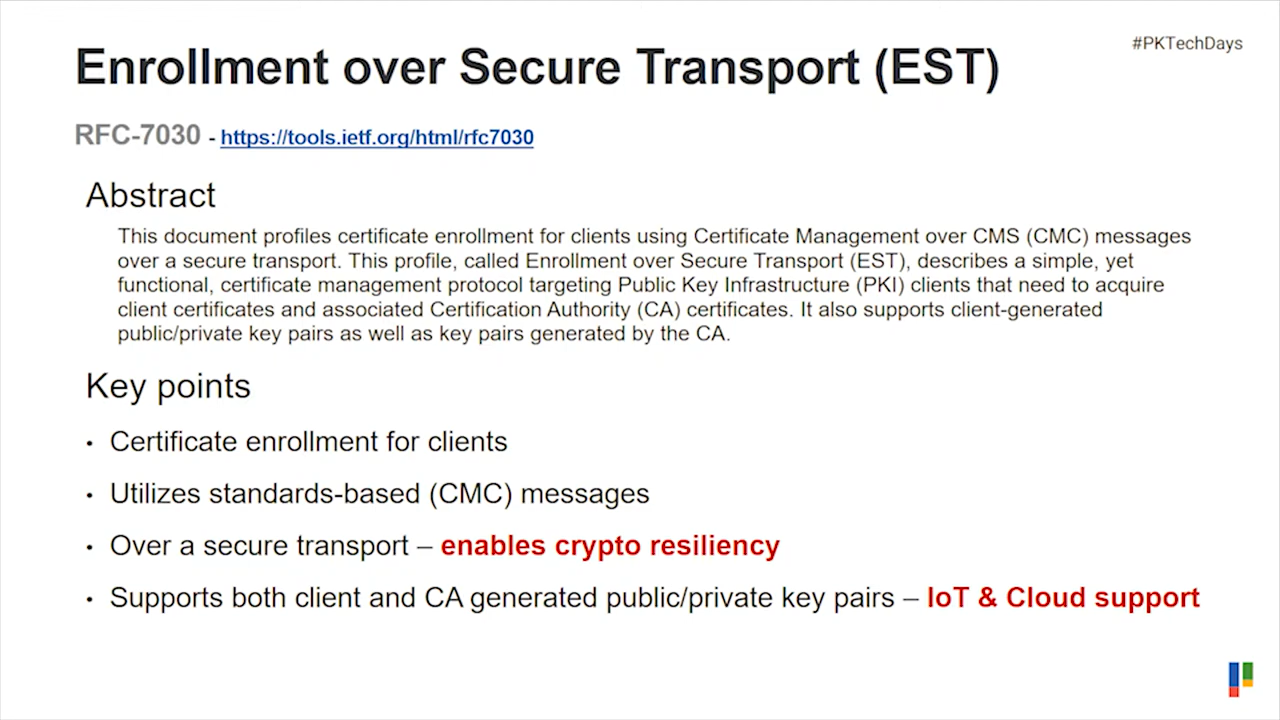 #PKTechDays
Enrollment over Secure Transport (EST)
RFC-7030 - https://tools.ietf.org/html/rfc7030
Abstract
This document profiles certificate enrollment for clients using Certificate Management over CMS (CMC) messages
over a secure transport. This profile, called Enrollment over Secure Transport (EST), describes a simple, yet
functional, certificate management protocol targeting Public Key Infrastructure (PKI) clients that need to acquire
client certificates and associated Certification Authority (CA) certificates. It also supports client-generated
public/private key pairs as well as key pairs generated by the CA.
Key points
• Certificate enrollment for clients
• Utilizes standards-based (CMC) messages
• Over a secure transport – enables crypto resiliency
• Supports both client and CA generated public/private key pairs – IoT & Cloud support